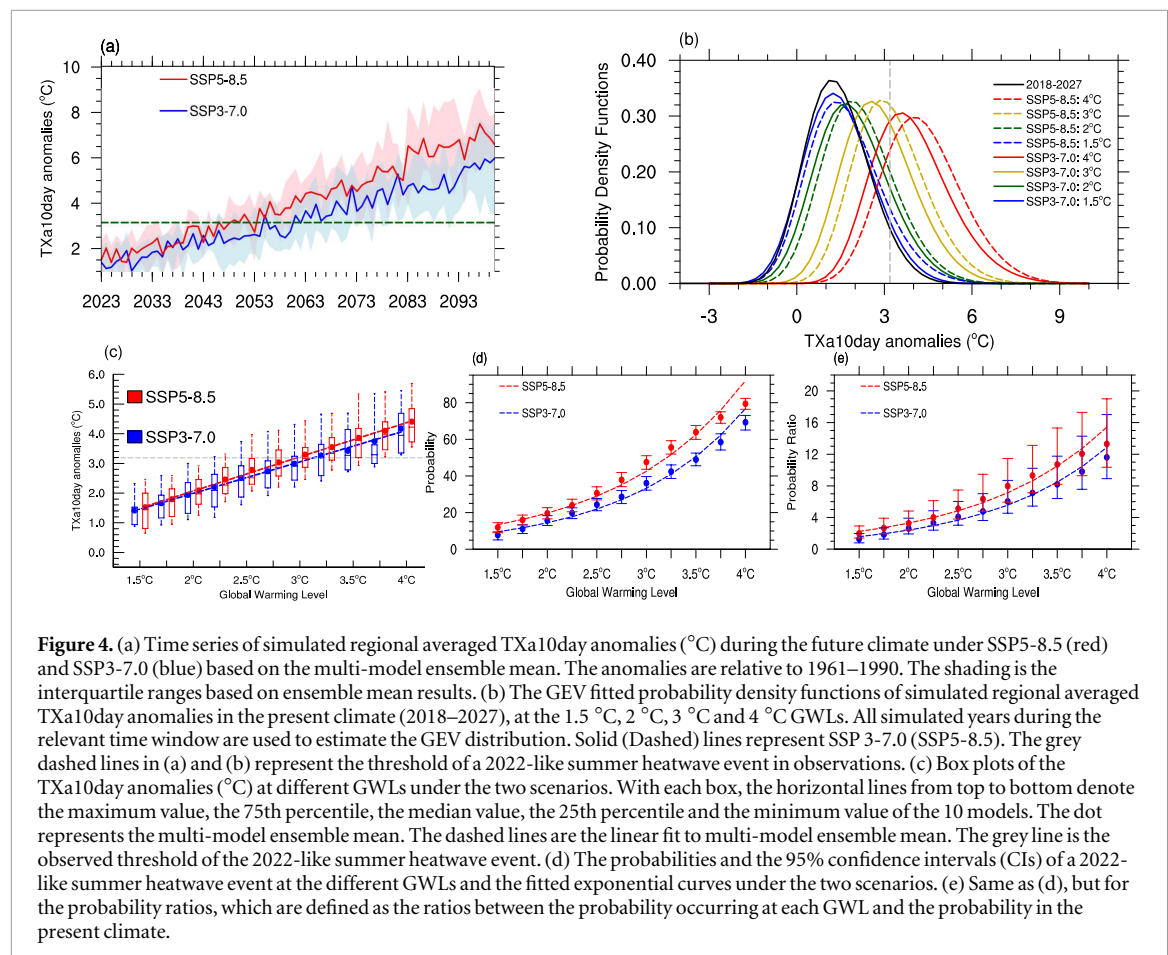 (a)
10
8
6
4
2
TXa10day anomalies (°C)
SSP5-8.5
SSP3-7.0
2023 2033 2043 2053 2063 2073 2083 2093
(b)
0.40
0.30
0.20
0.10
0.00
Probability Density Functions
2018-2027
SSP5-8.5: 4°C
SSP5-8.5: 3°C
SSP5-8.5: 2°C
SSP5-8.5: 1.5°C
SSP3-7.0: 4°C
SSP3-7.0: 3°C
SSP3-7.0: 2°C
SSP3-7.0: 1.5°C
-3 0 3 6 9
TXa10day anomalies (°C)
(c)
6.0
5.0
4.0
3.0
2.0
1.0
0.0
TXa10day anomalies (°C)
SSP5-8.5
SSP3-7.0
1.5°C 2°C 2.5°C 3°C 3.5°C 4°C
Global Warming Level
(d)
80
60
40
20
0
Probability
SSP5-8.5
SSP3-7.0
1.5°C 2°C 2.5°C 3°C 3.5°C 4°C
Global Warming Level
(e)
20
16
12
8
4
0
Probability Ratio
SSP5-8.5
SSP3-7.0
1.5°C 2°C 2.5°C 3°C 3.5°C 4°C
Global Warming Level
Figure 4. (a) Time series of simulated regional averaged TXa10day anomalies (°C) during the future climate under SSP5-8.5 (red)
and SSP3-7.0 (blue) based on the multi-model ensemble mean. The anomalies are relative to 1961–1990. The shading is the
interquartile ranges based on ensemble mean results. (b) The GEV fitted probability density functions of simulated regional averaged
TXa10day anomalies in the present climate (2018–2027), at the 1.5 °C, 2 °C, 3 °C and 4 °C GWLs. All simulated years during the
relevant time window are used to estimate the GEV distribution. Solid (Dashed) lines represent SSP 3-7.0 (SSP5-8.5). The grey
dashed lines in (a) and (b) represent the threshold of a 2022-like summer heatwave event in observations. (c) Box plots of the
TXa10day anomalies (°C) at different GWLs under the two scenarios. With each box, the horizontal lines from top to bottom denote
the maximum value, the 75th percentile, the median value, the 25th percentile and the minimum value of the 10 models. The dot
represents the multi-model ensemble mean. The dashed lines are the linear fit to multi-model ensemble mean. The grey line is the
observed threshold of the 2022-like summer heatwave event. (d) The probabilities and the 95% confidence intervals (CIs) of a 2022-
like summer heatwave event at the different GWLs and the fitted exponential curves under the two scenarios. (e) Same as (d), but for
the probability ratios, which are defined as the ratios between the probability occurring at each GWL and the probability in the
present climate.